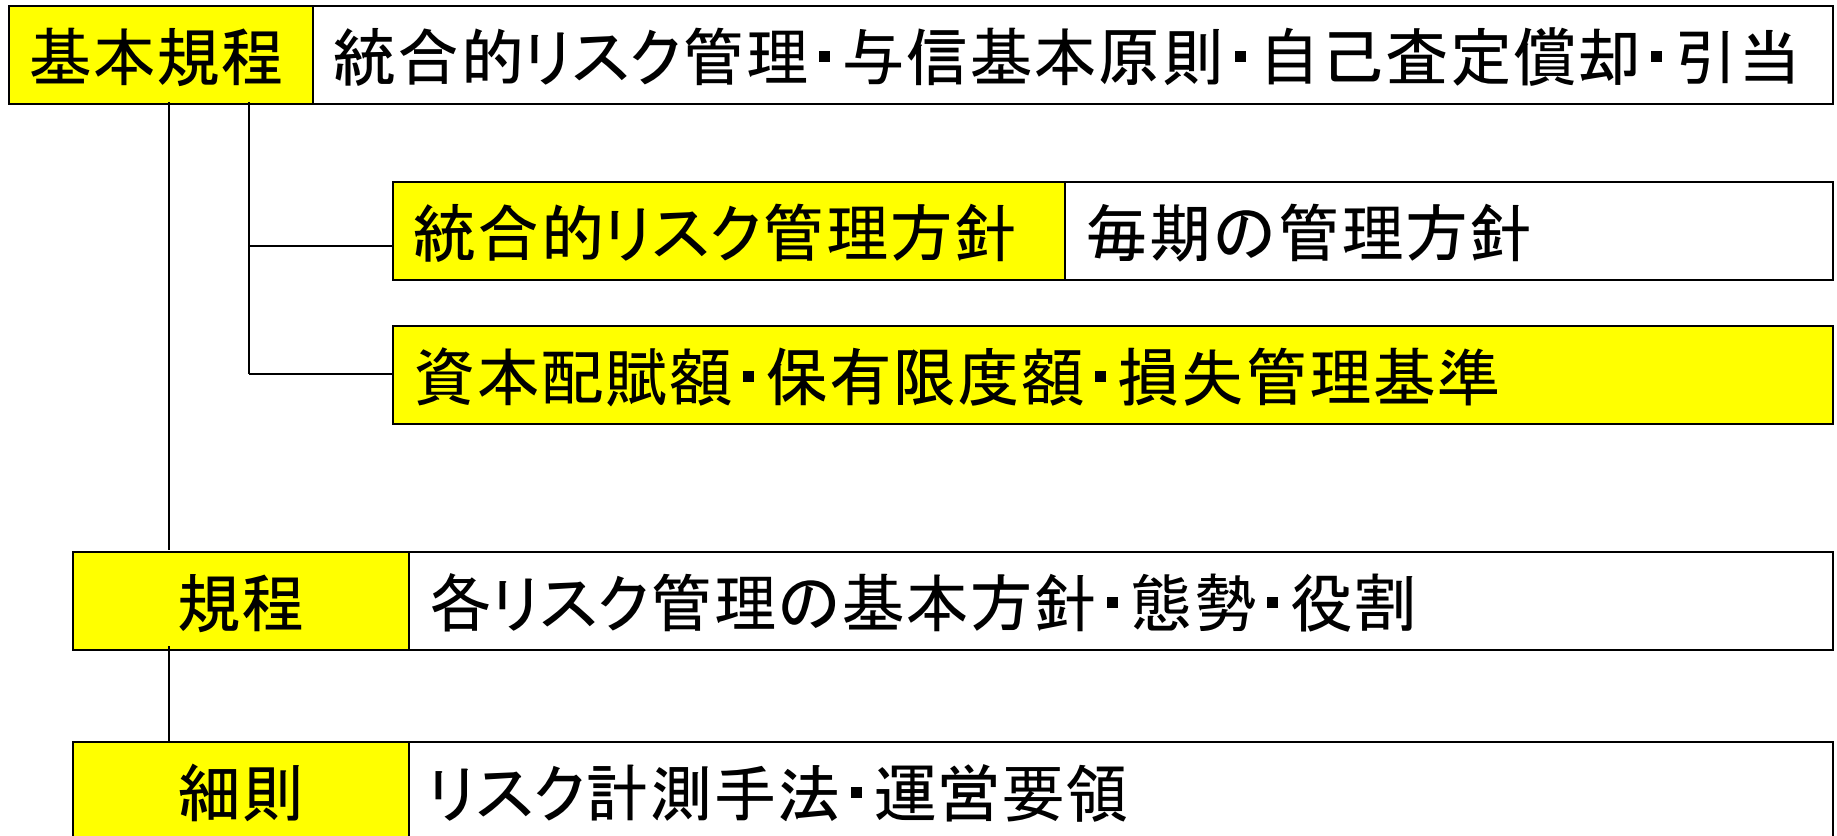 基本規程 統合的リスク管理・与信基本原則・自己査定償却・引当
統合的リスク管理方針 毎期の管理方針
資本配賦額・保有限度額・損失管理基準
規程 各リスク管理の基本方針・態勢・役割
細則 リスク計測手法・運営要領